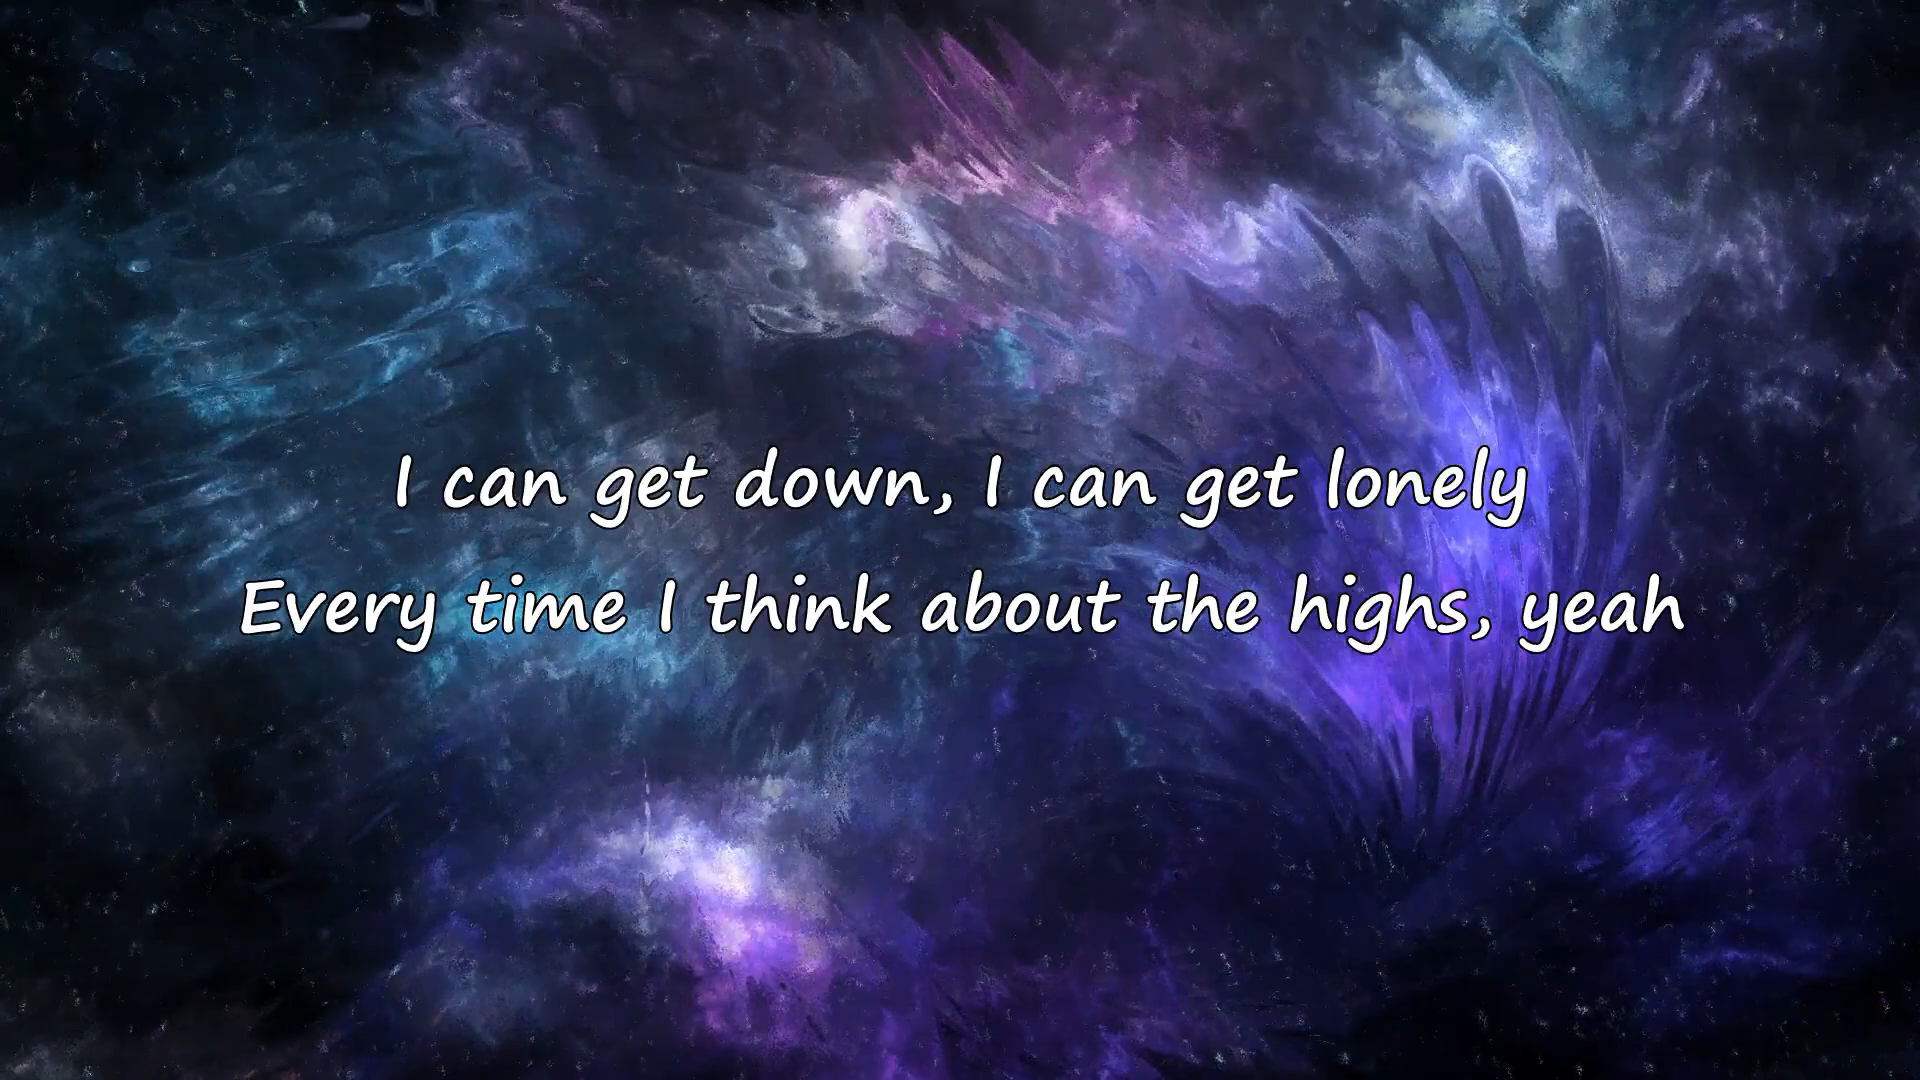 I can get down, I can get lonely
Every time I think about the highs, yeah